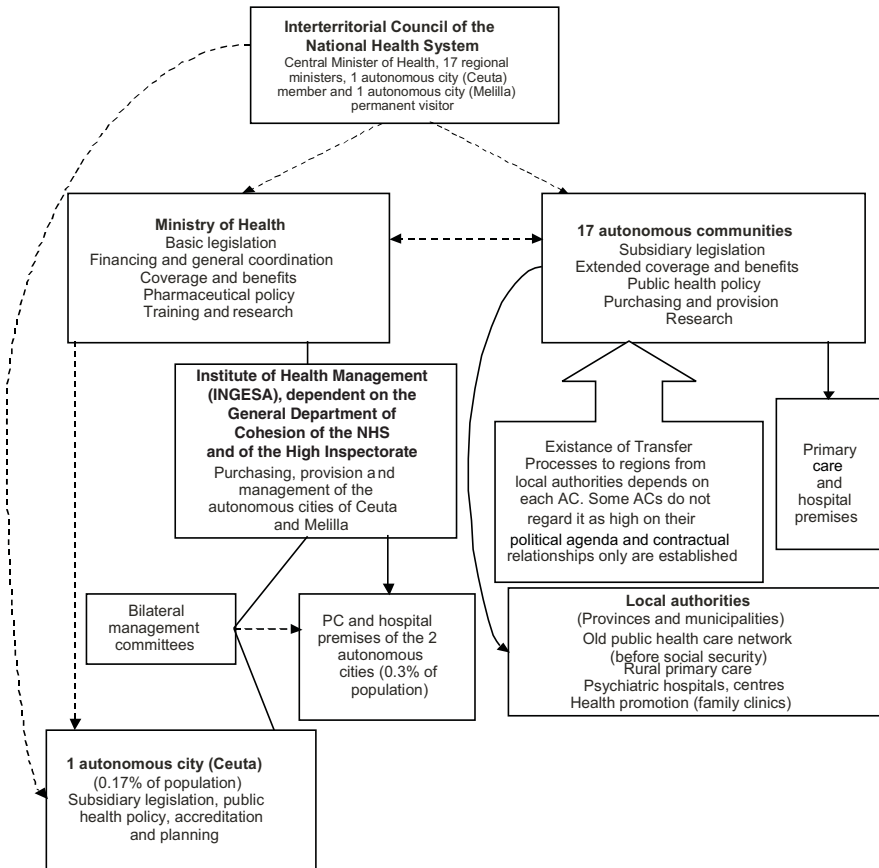 Interterritorial Council of the
National Health System
Central Minister of Health, 17 regional
ministers, 1 autonomous city (Ceuta)
member and 1 autonomous city (Melilla)
permanent visitor
Ministry of Health
Basic legislation
Financing and general coordination
Coverage and benefits
Pharmaceutical policy
Training and research
17 autonomous communities
Subsidiary legislation
Extended coverage and benefits
Public health policy
Purchasing and provision
Research
Institute of Health Management
(INGESA), dependent on the
General Department of
Cohesion of the NHS
and of the High Inspectorate
Purchasing, provision and
management of the
autonomous cities of Ceuta
and Melilla
Existance of Transfer
Processes to regions from
local authorities depends on
each AC. Some ACs do not
regard it as high on their
political agenda and contractual
relationships only are established
Primary
care
and
hospital
premises
Bilateral
management
committees
PC and hospital
premises of the 2
autonomous
cities (0.3% of
population)
Local authorities
(Provinces and municipalities)
Old public health care network
(before social security)
Rural primary care
Psychiatric hospitals, centres
Health promotion (family clinics)
1 autonomous city (Ceuta)
(0.17% of population)
Subsidiary legislation, public
health policy, accreditation
and planning